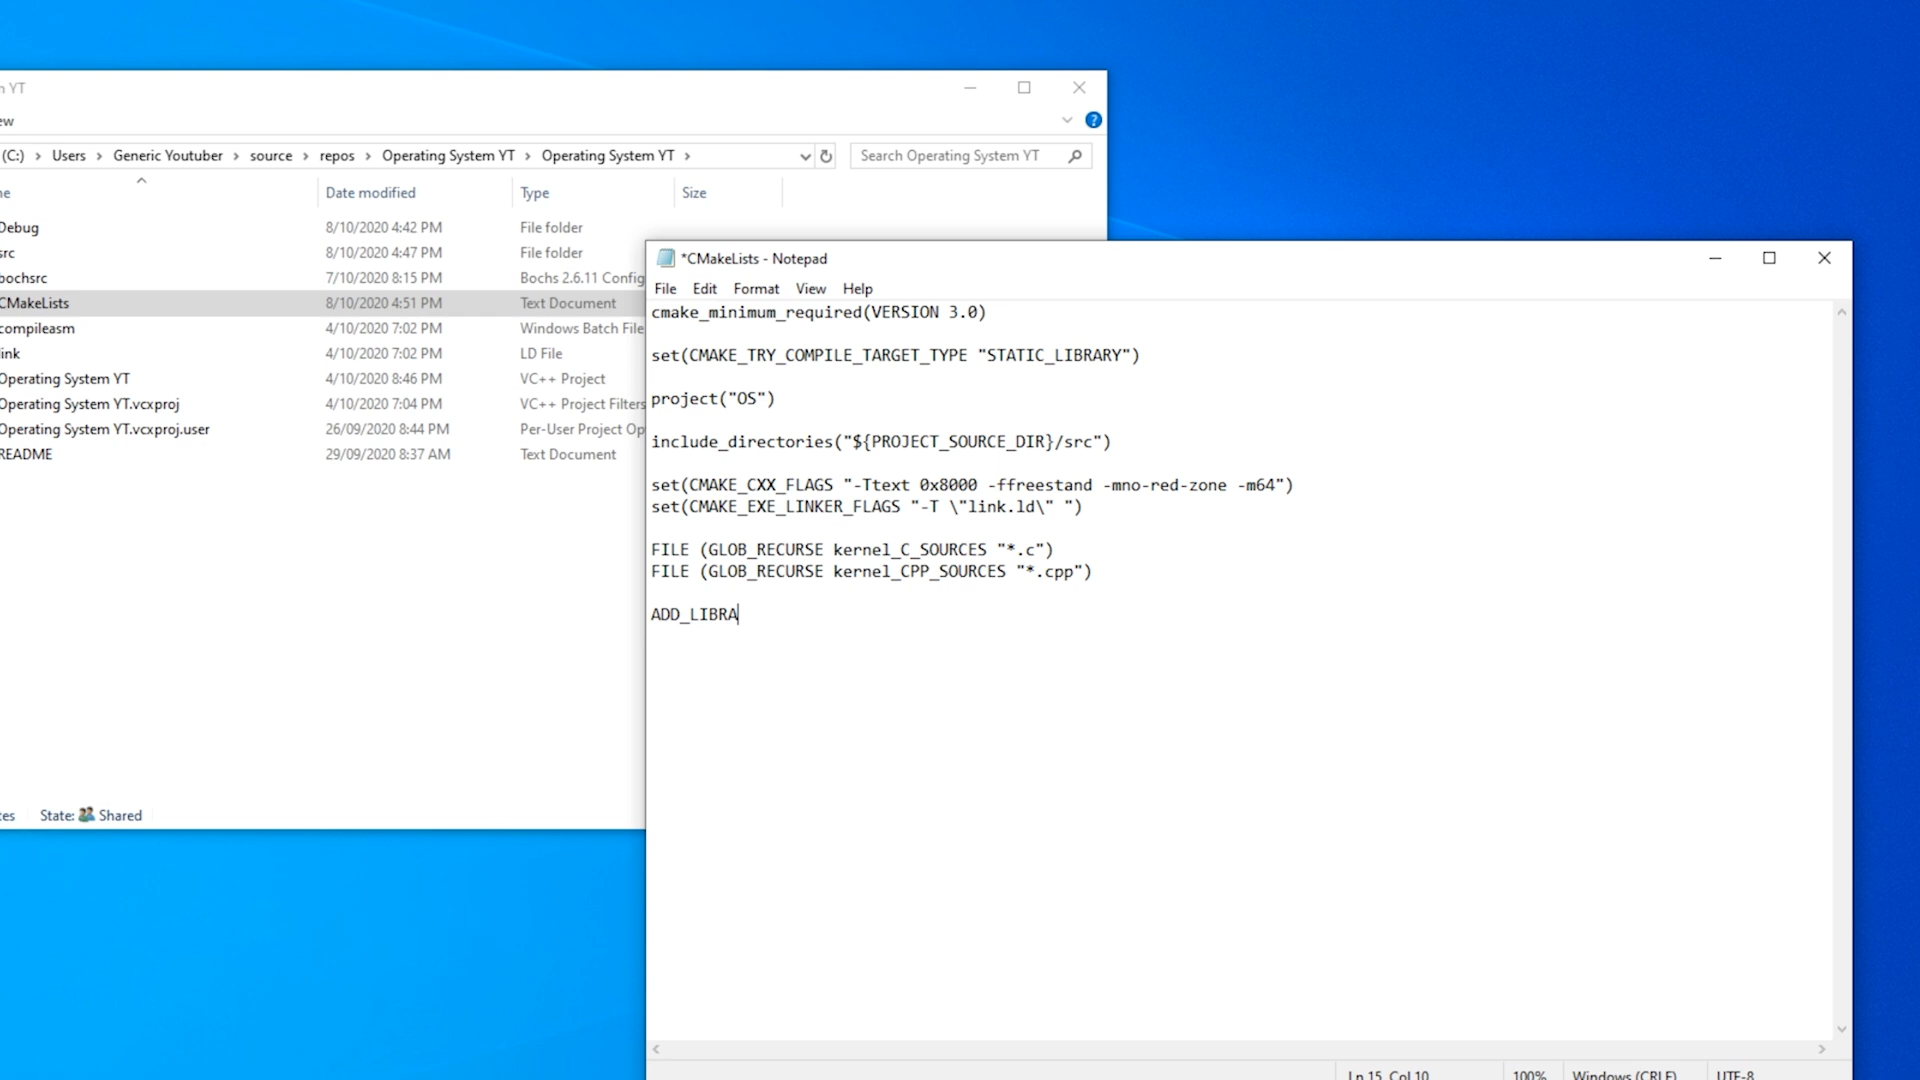 n YT
ew
(C:) › Users › Generic Youtuber › source › repos › Operating System YT › Operating System YT ›
Search Operating System YT
ne Date modified Type Size
Debug 8/10/2020 4:42 PM File folder
src 8/10/2020 4:47 PM File folder
bochsrc 7/10/2020 8:15 PM Bochs 2.6.11 Config
CMakeLists 8/10/2020 4:51 PM Text Document
compileasm 4/10/2020 7:02 PM Windows Batch File
link 4/10/2020 7:02 PM LD File
Operating System YT 4/10/2020 8:46 PM VC++ Project
Operating System YT.vcxproj 4/10/2020 7:04 PM VC++ Project Filters
Operating System YT.vcxproj.user 26/09/2020 8:44 PM Per-User Project Op
README 29/09/2020 8:37 AM Text Document
tes State: Shared
*CMakeLists - Notepad
File Edit Format View Help
cmake_minimum_required(VERSION 3.0)
set(CMAKE_TRY_COMPILE_TARGET_TYPE "STATIC_LIBRARY")
project("OS")
include_directories("${PROJECT_SOURCE_DIR}/src")
set(CMAKE_CXX_FLAGS "-Ttext 0x8000 -ffreestand -mno-red-zone -m64")
set(CMAKE_EXE_LINKER_FLAGS "-T \"link.ld\" ")
FILE (GLOB_RECURSE kernel_C_SOURCES "*.c")
FILE (GLOB_RECURSE kernel_CPP_SOURCES "*.cpp")
ADD_LIBRA
Ln 15, Col 10 100% Windows (CRLF) UTF-8